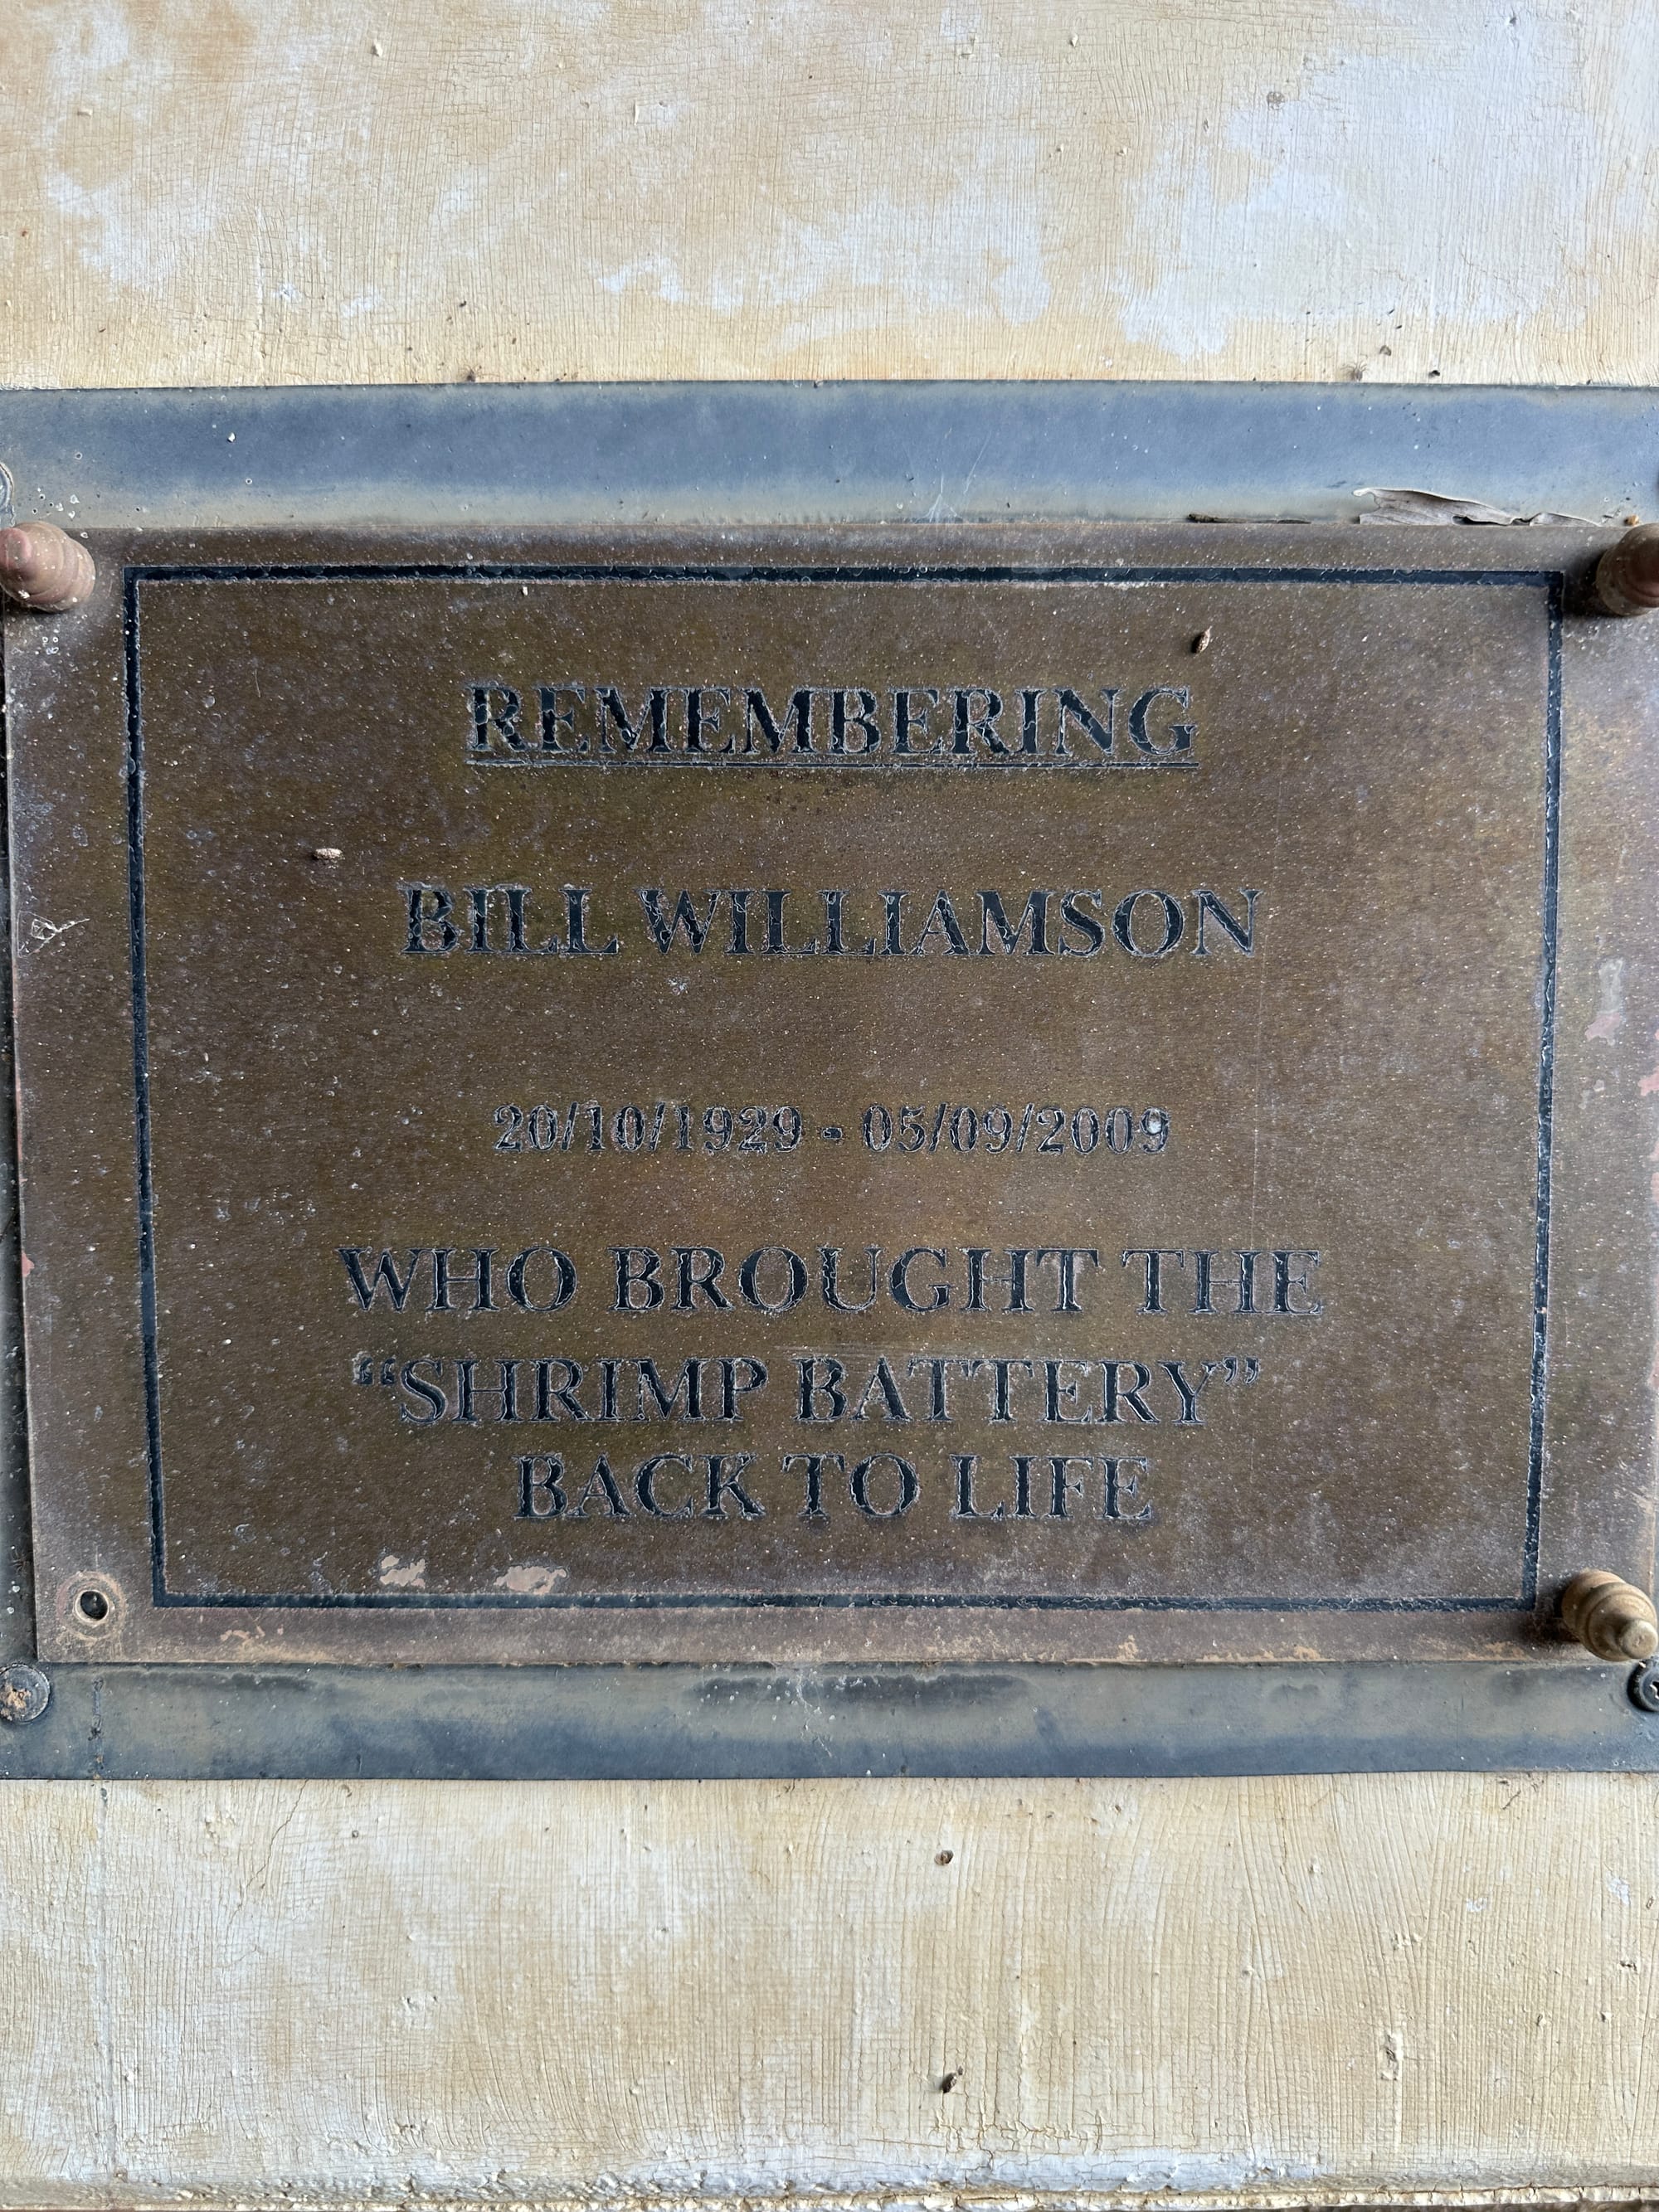 REMEMBERING
BILL WILLIAMSON
20/10/1929 - 05/09/2009
WHO BROUGHT THE
“SHRIMP BATTERY”
BACK TO LIFE